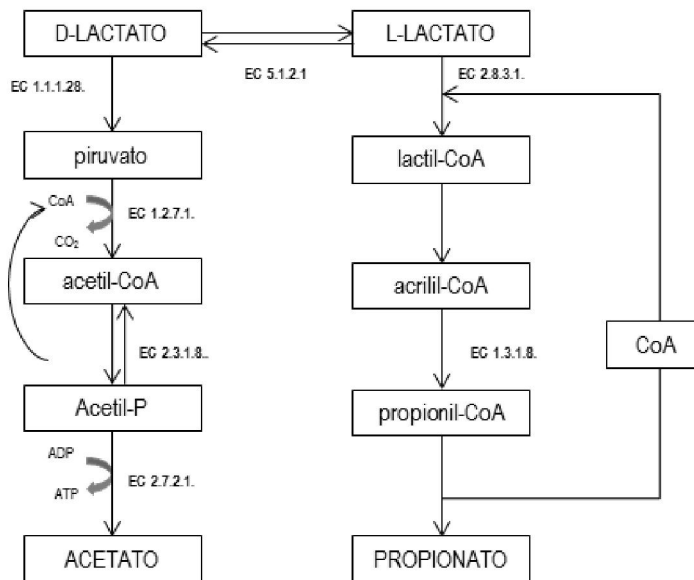 D-LACTATO
L-LACTATO
EC 5.1.2.1
EC 1.1.1.28.
EC 2.8.3.1.
piruvato
lactil-CoA
CoA
EC 1.2.7.1.
CO₂
acetil-CoA
acrilil-CoA
EC 2.3.1.8..
EC 1.3.1.8.
CoA
Acetil-P
propionil-CoA
ADP
EC 2.7.2.1.
ATP
ACETATO
PROPIONATO